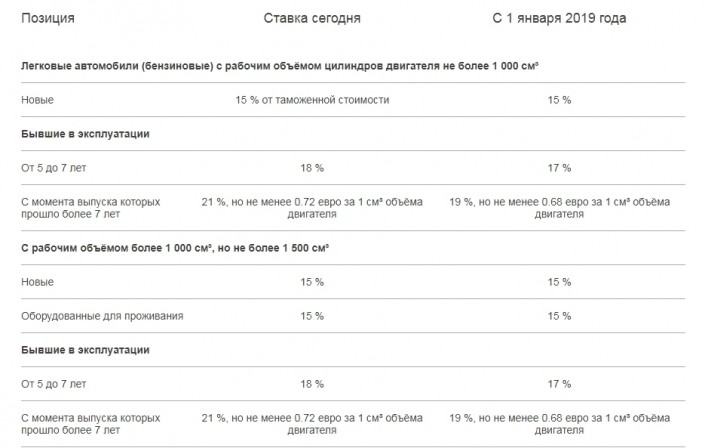 Позиция Ставка сегодня С 1 января 2019 года
Легковые автомобили (бензиновые) с рабочим объёмом цилиндров двигателя не более 1 000 см³
Новые 15 % от таможенной стоимости 15 %
Бывшие в эксплуатации
От 5 до 7 лет 18 % 17 %
С момента выпуска которых 21 %, но не менее 0.72 евро за 1 см³ объёма 19 %, но не менее 0.68 евро за 1 см³ объёма
прошло более 7 лет двигателя двигателя
С рабочим объёмом более 1 000 см³, но не более 1 500 см³
Новые 15 % 15 %
Оборудованные для проживания 15 % 15 %
Бывшие в эксплуатации
От 5 до 7 лет 18 % 17 %
С момента выпуска которых 21 %, но не менее 0.72 евро за 1 см³ объёма 19 %, но не менее 0.68 евро за 1 см³ объёма
прошло более 7 лет двигателя двигателя